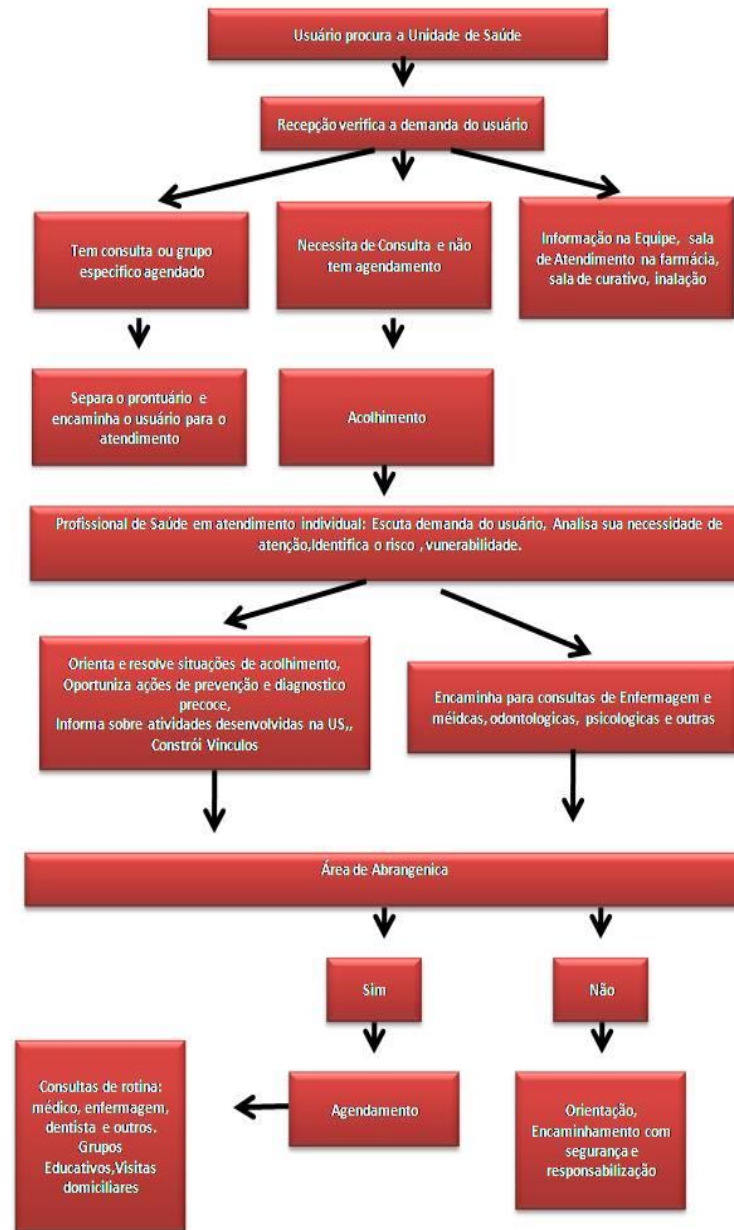 Usuário procura a Unidade de Saúde
Recepção verifica a demanda do usuário
Tem consulta ou grupo
especifico agendado
Necessita de Consulta e não
tem agendamento
Informação na Equipe, sala
de Atendimento na farmácia,
sala de curativo, inalação
Separa o prontuário e
encaminha o usuário para o
atendimento
Acolhimento
Profissional de Saúde em atendimento individual: Escuta demanda do usuário, Analisa sua necessidade de
atenção,Identifica o risco , vunerabilidade.
Orienta e resolve situações de acolhimento,
Oportuniza ações de prevenção e diagnostico
precoce,
Informa sobre atividades desenvolvidas na US,,
Constrói Vinculos
Encaminha para consultas de Enfermagem e
méidcas, odontologicas, psicologicas e outras
Área de Abrangenica
Sim
Não
Consultas de rotina:
médico, enfermagem,
dentista e outros.
Grupos
Educativos,Visitas
domiciliares
Agendamento
Orientação,
Encaminhamento com
segurança e
responsabilização